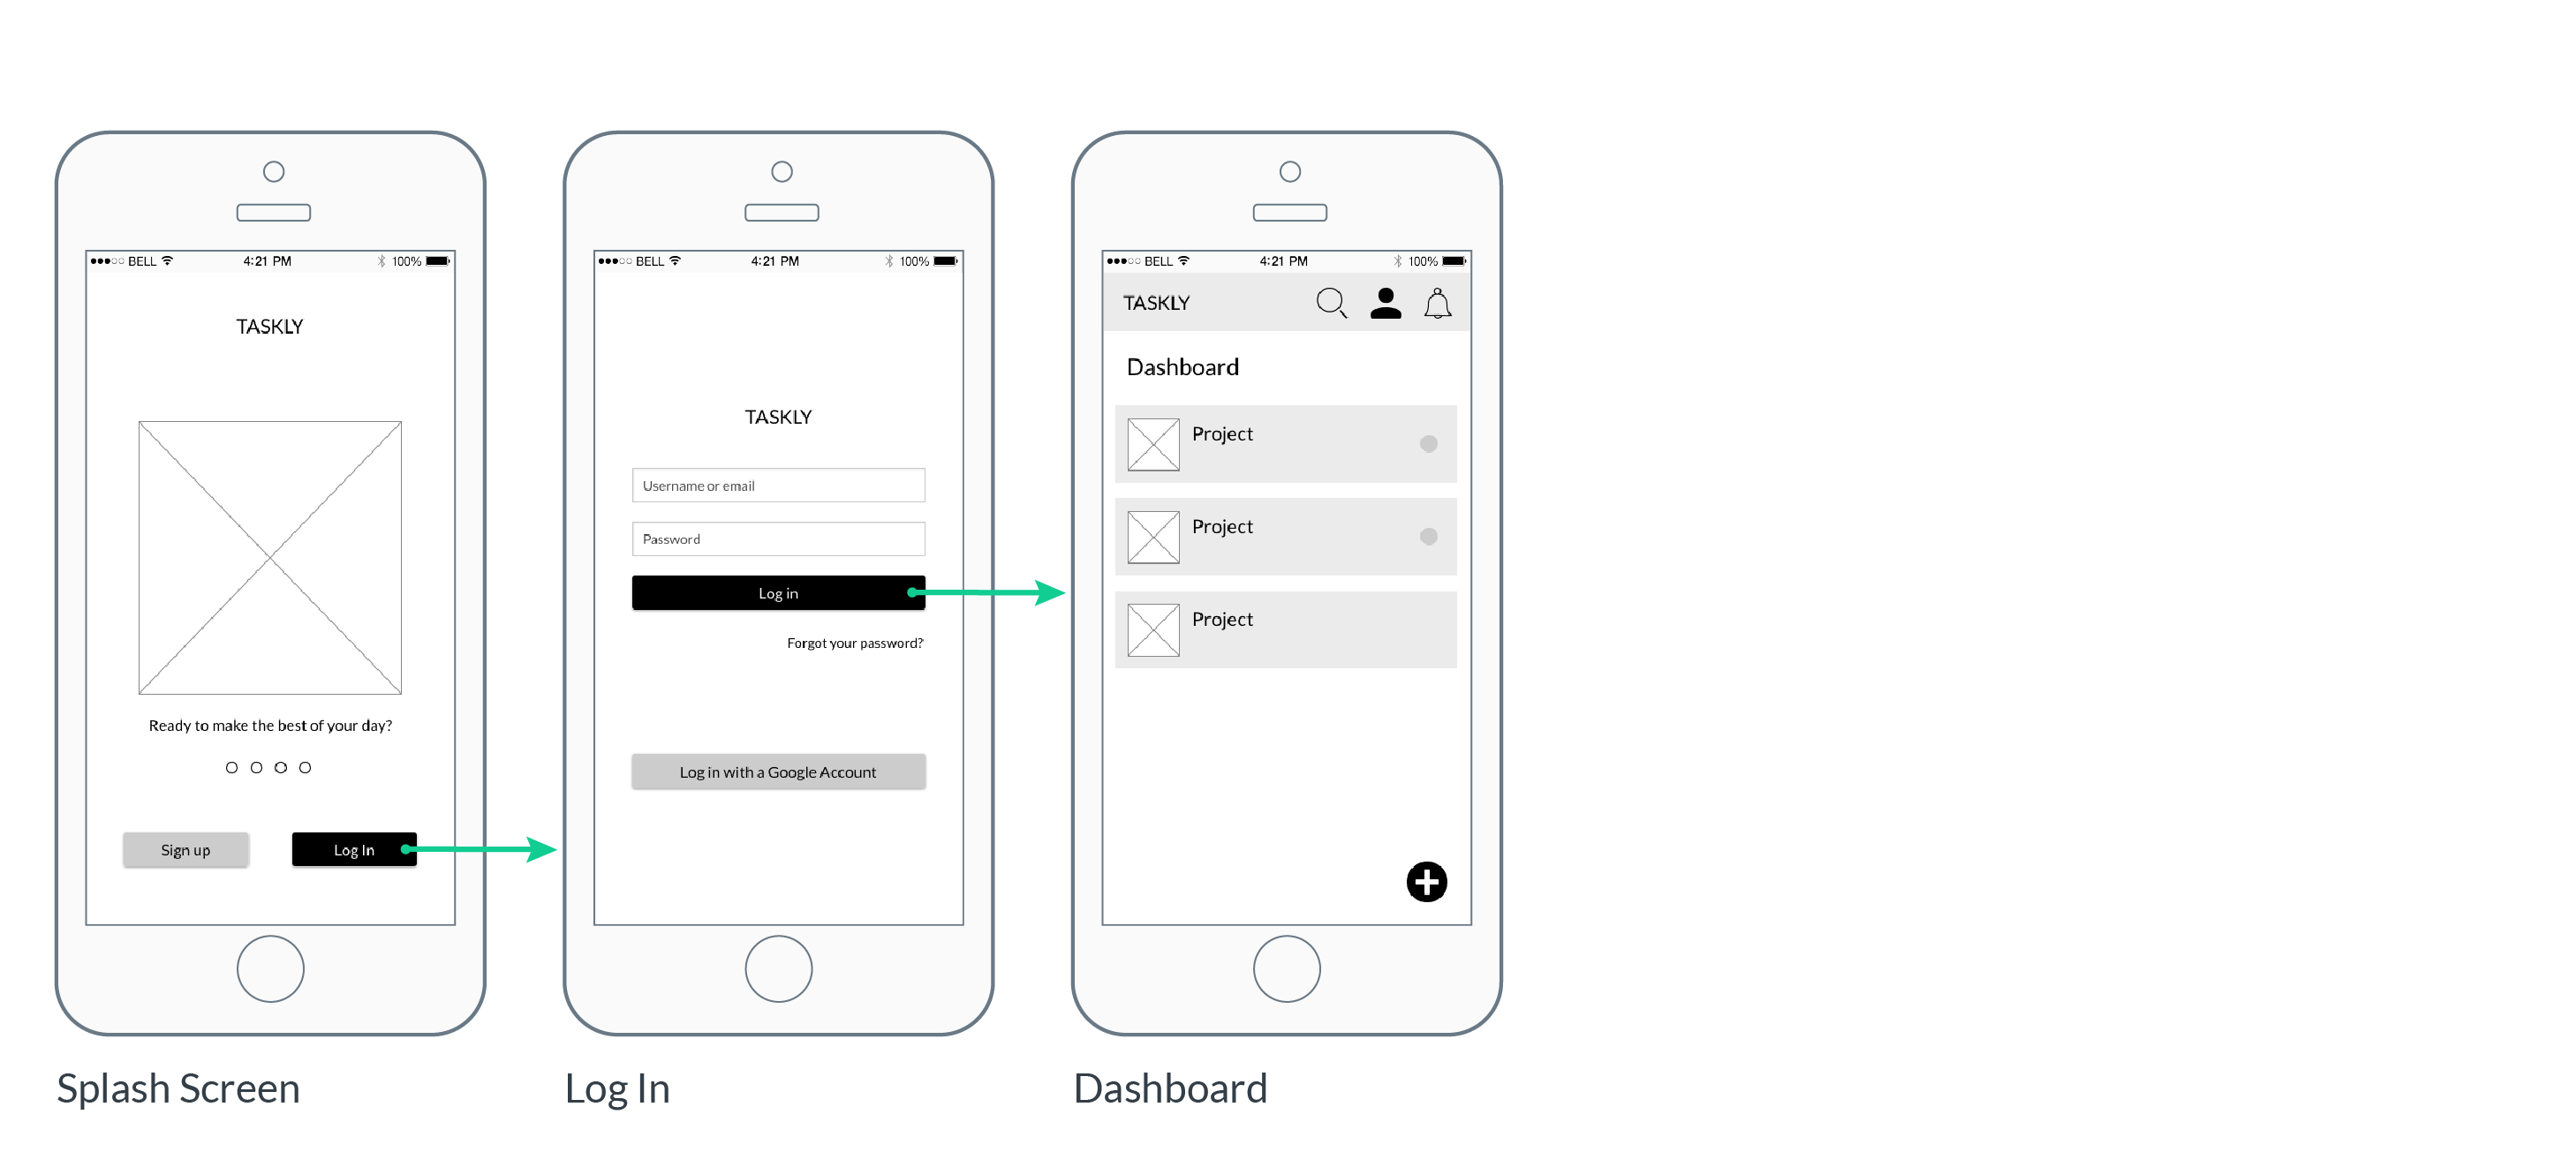 BELL 4:21 PM 100%
TASKLY
Ready to make the best of your day?
Sign up
Log In
Splash Screen
BELL 4:21 PM 100%
TASKLY
Username or email
Password
Log in
Forgot your password?
Log in with a Google Account
Log In
BELL 4:21 PM 100%
TASKLY
Dashboard
Project
Project
Project
Dashboard